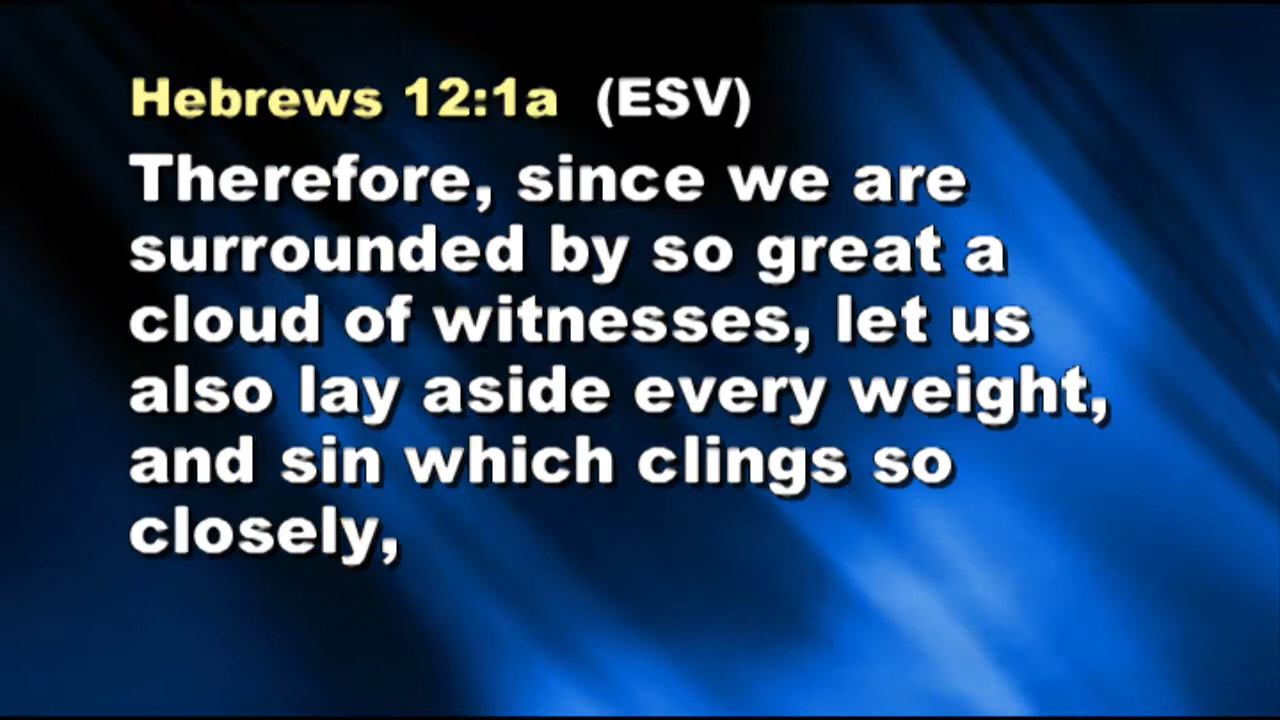 Hebrews 12:1a (ESV)
Therefore, since we are
surrounded by so great a
cloud of witnesses, let us
also lay aside every weight,
and sin which clings so
closely,